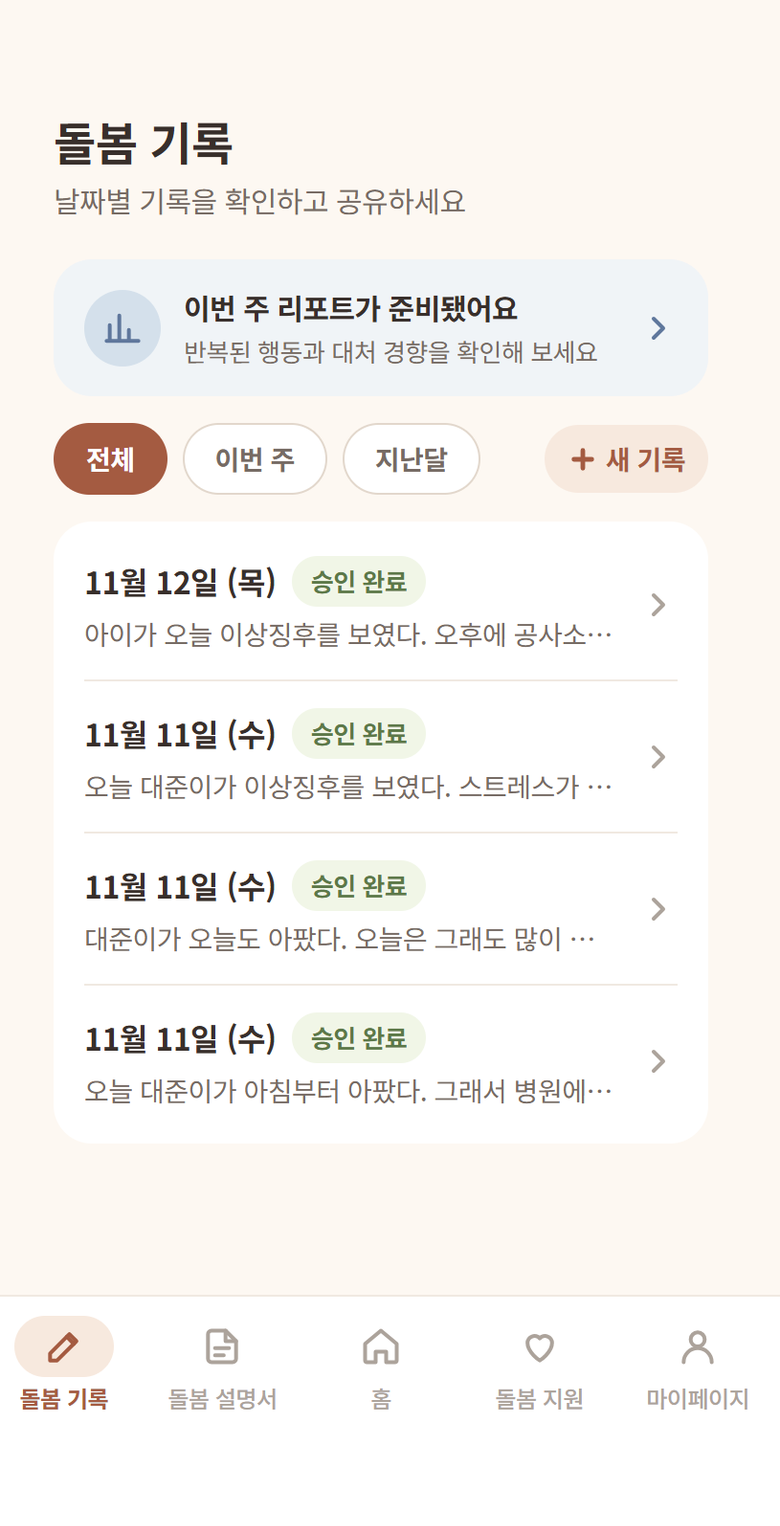 돌봄 기록
날짜별 기록을 확인하고 공유하세요
이번 주 리포트가 준비됐어요
반복된 행동과 대처 경향을 확인해 보세요
전체 이번 주 지난달 + 새 기록
11월 12일 (목) 승인 완료
아이가 오늘 이상징후를 보였다. 오후에 공사소…
11월 11일 (수) 승인 완료
오늘 대준이가 이상징후를 보였다. 스트레스가 …
11월 11일 (수) 승인 완료
대준이가 오늘도 아팠다. 오늘은 그래도 많이 …
11월 11일 (수) 승인 완료
오늘 대준이가 아침부터 아팠다. 그래서 병원에…
돌봄 기록 돌봄 설명서 홈 돌봄 지원 마이페이지